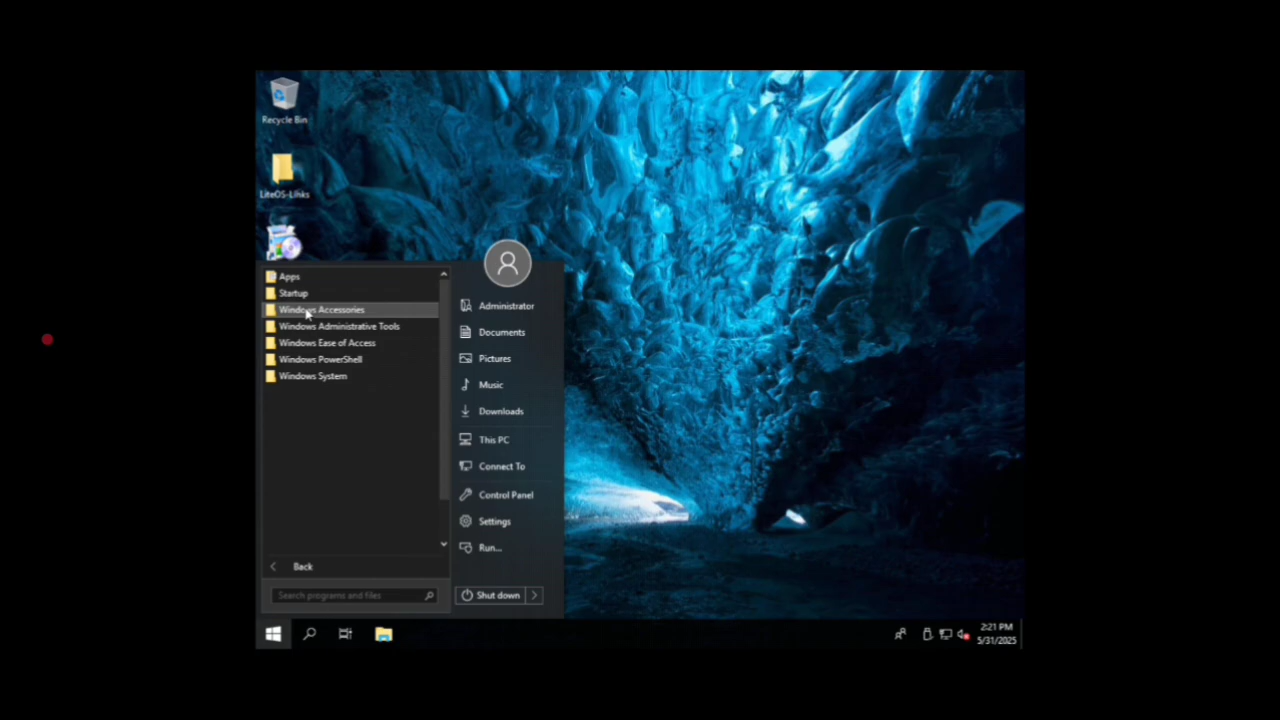 Recycle Bin
LiteOS-Links
Apps
Startup
Windows Accessories
Windows Administrative Tools
Windows Ease of Access
Windows PowerShell
Windows System
Back
Search programs and files
Administrator
Documents
Pictures
Music
Downloads
This PC
Connect To
Control Panel
Settings
Run...
Shut down
2:21 PM
5/31/2025